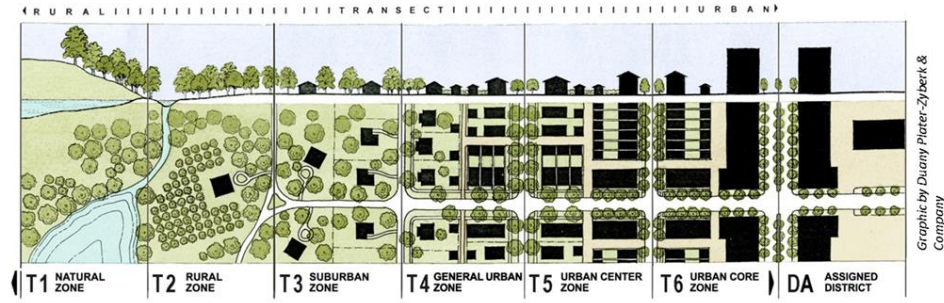 RURAL TRANSECT URBAN
T1 NATURAL ZONE
T2 RURAL ZONE
T3 SUBURBAN ZONE
T4 GENERAL URBAN ZONE
T5 URBAN CENTER ZONE
T6 URBAN CORE ZONE
DA ASSIGNED DISTRICT
Graphic by Duany Plater-Zyberk &
Company